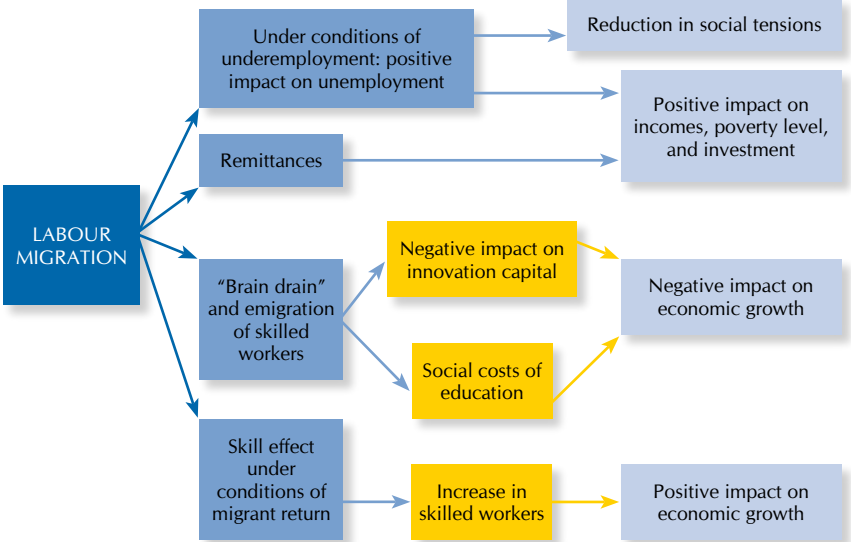 Under conditions of
underemployment: positive
impact on unemployment
Reduction in social tensions
Positive impact on
incomes, poverty level,
and investment
Remittances
LABOUR
MIGRATION
“Brain drain”
and emigration
of skilled
workers
Negative impact on
innovation capital
Negative impact on
economic growth
Social costs of
education
Skill effect
under
conditions of
migrant return
Increase in
skilled workers
Positive impact on
economic growth